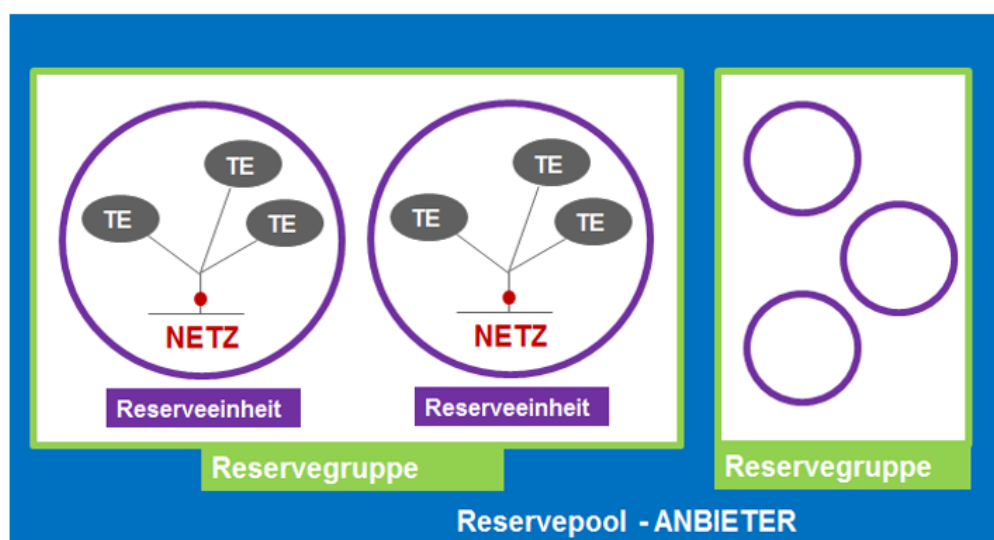 TE
TE
TE
NETZ
Reserveeinheit
TE
TE
TE
NETZ
Reserveeinheit
Reservegruppe
Reservegruppe
Reservepool - ANBIETER